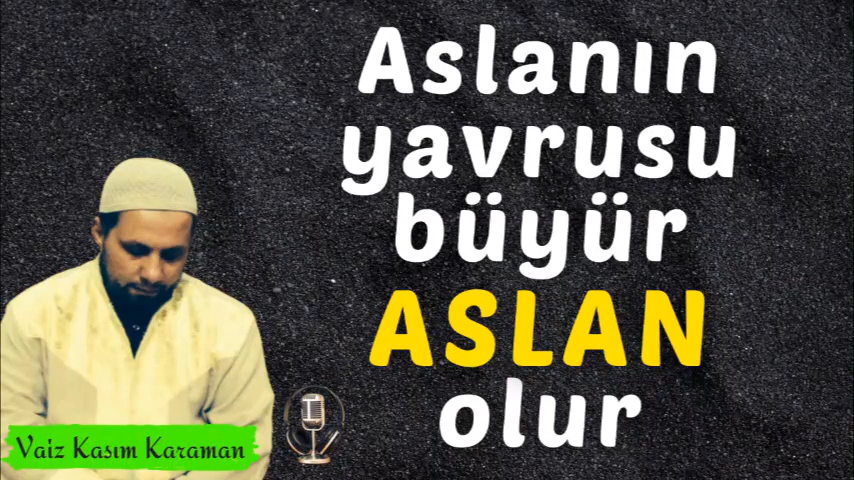 Aslanın
yavrusu
büyür
ASLAN
olur
Vaiz Kasım Karaman